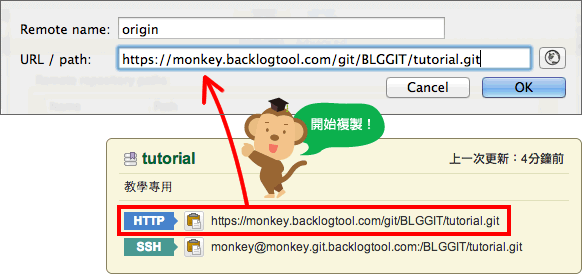 Remote name: origin
URL / path: https://monkey.backlogtool.com/git/BLGGIT/tutorial.git
Cancel OK
開始複製！
tutorial 上一次更新：4分鐘前
教學專用
HTTP https://monkey.backlogtool.com/git/BLGGIT/tutorial.git
SSH monkey@monkey.git.backlogtool.com:/BLGGIT/tutorial.git